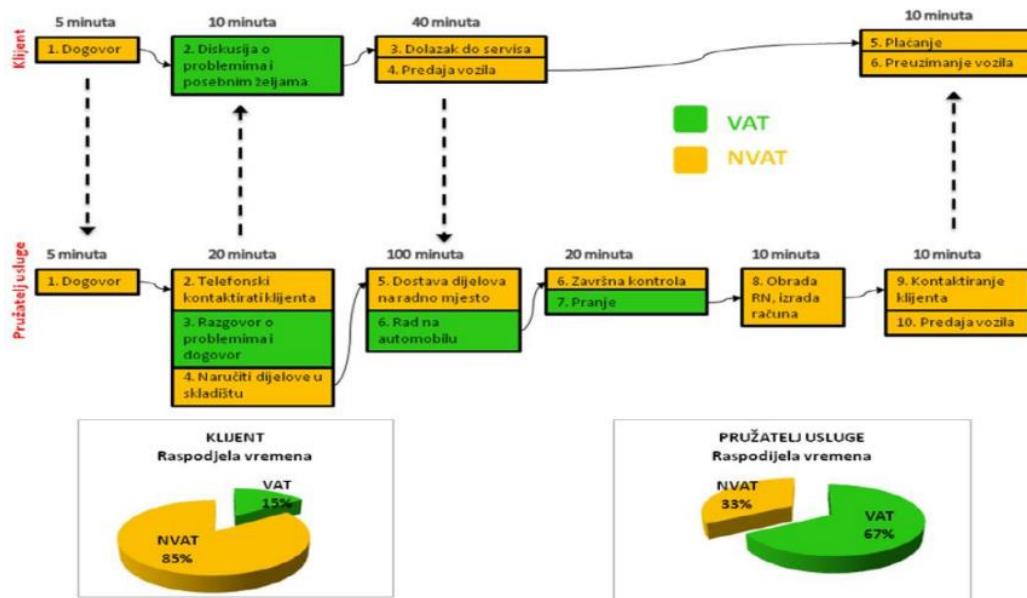 5 minuta
10 minuta
40 minuta
10 minuta
Klijent
1. Dogovor
2. Diskusija o
problemima i
posebnim željama
3. Dolazak do servisa
4. Predaja vozila
5. Plaćanje
6. Preuzimanje vozila
VAT
NVAT
Pružatelj usluge
5 minuta
20 minuta
100 minuta
20 minuta
10 minuta
10 minuta
1. Dogovor
2. Telefonski
kontaktirati klijenta
3. Razgovor o
problemima i
dogovor
4. Naručiti dijelove u
skladištu
5. Dostava dijelova
na radno mjesto
6. Rad na
automobilu
6. Završna kontrola
7. Pranje
8. Obrada
RN, izrada
računa
9. Kontaktiranje
klijenta
10. Predaja vozila
KLIJENT
Raspodjela vremena
VAT
15%
NVAT
85%
PRUŽATELJ USLUGE
Raspodijela vremena
NVAT
33%
VAT
67%